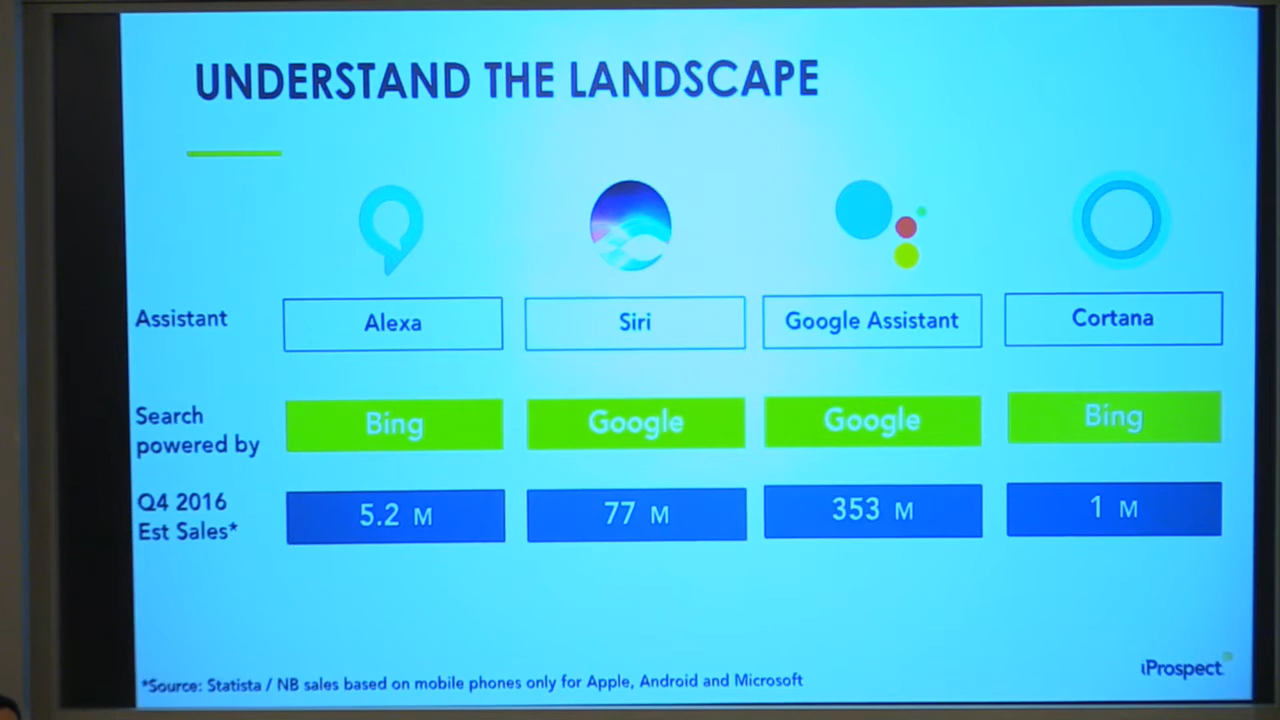 UNDERSTAND THE LANDSCAPE
Assistant
Alexa
Siri
Google Assistant
Cortana
Search
powered by
Bing
Google
Google
Bing
Q4 2016
Est Sales*
5.2 M
77 M
353 M
1 M
*Source: Statista / NB sales based on mobile phones only for Apple, Android and Microsoft
iProspect